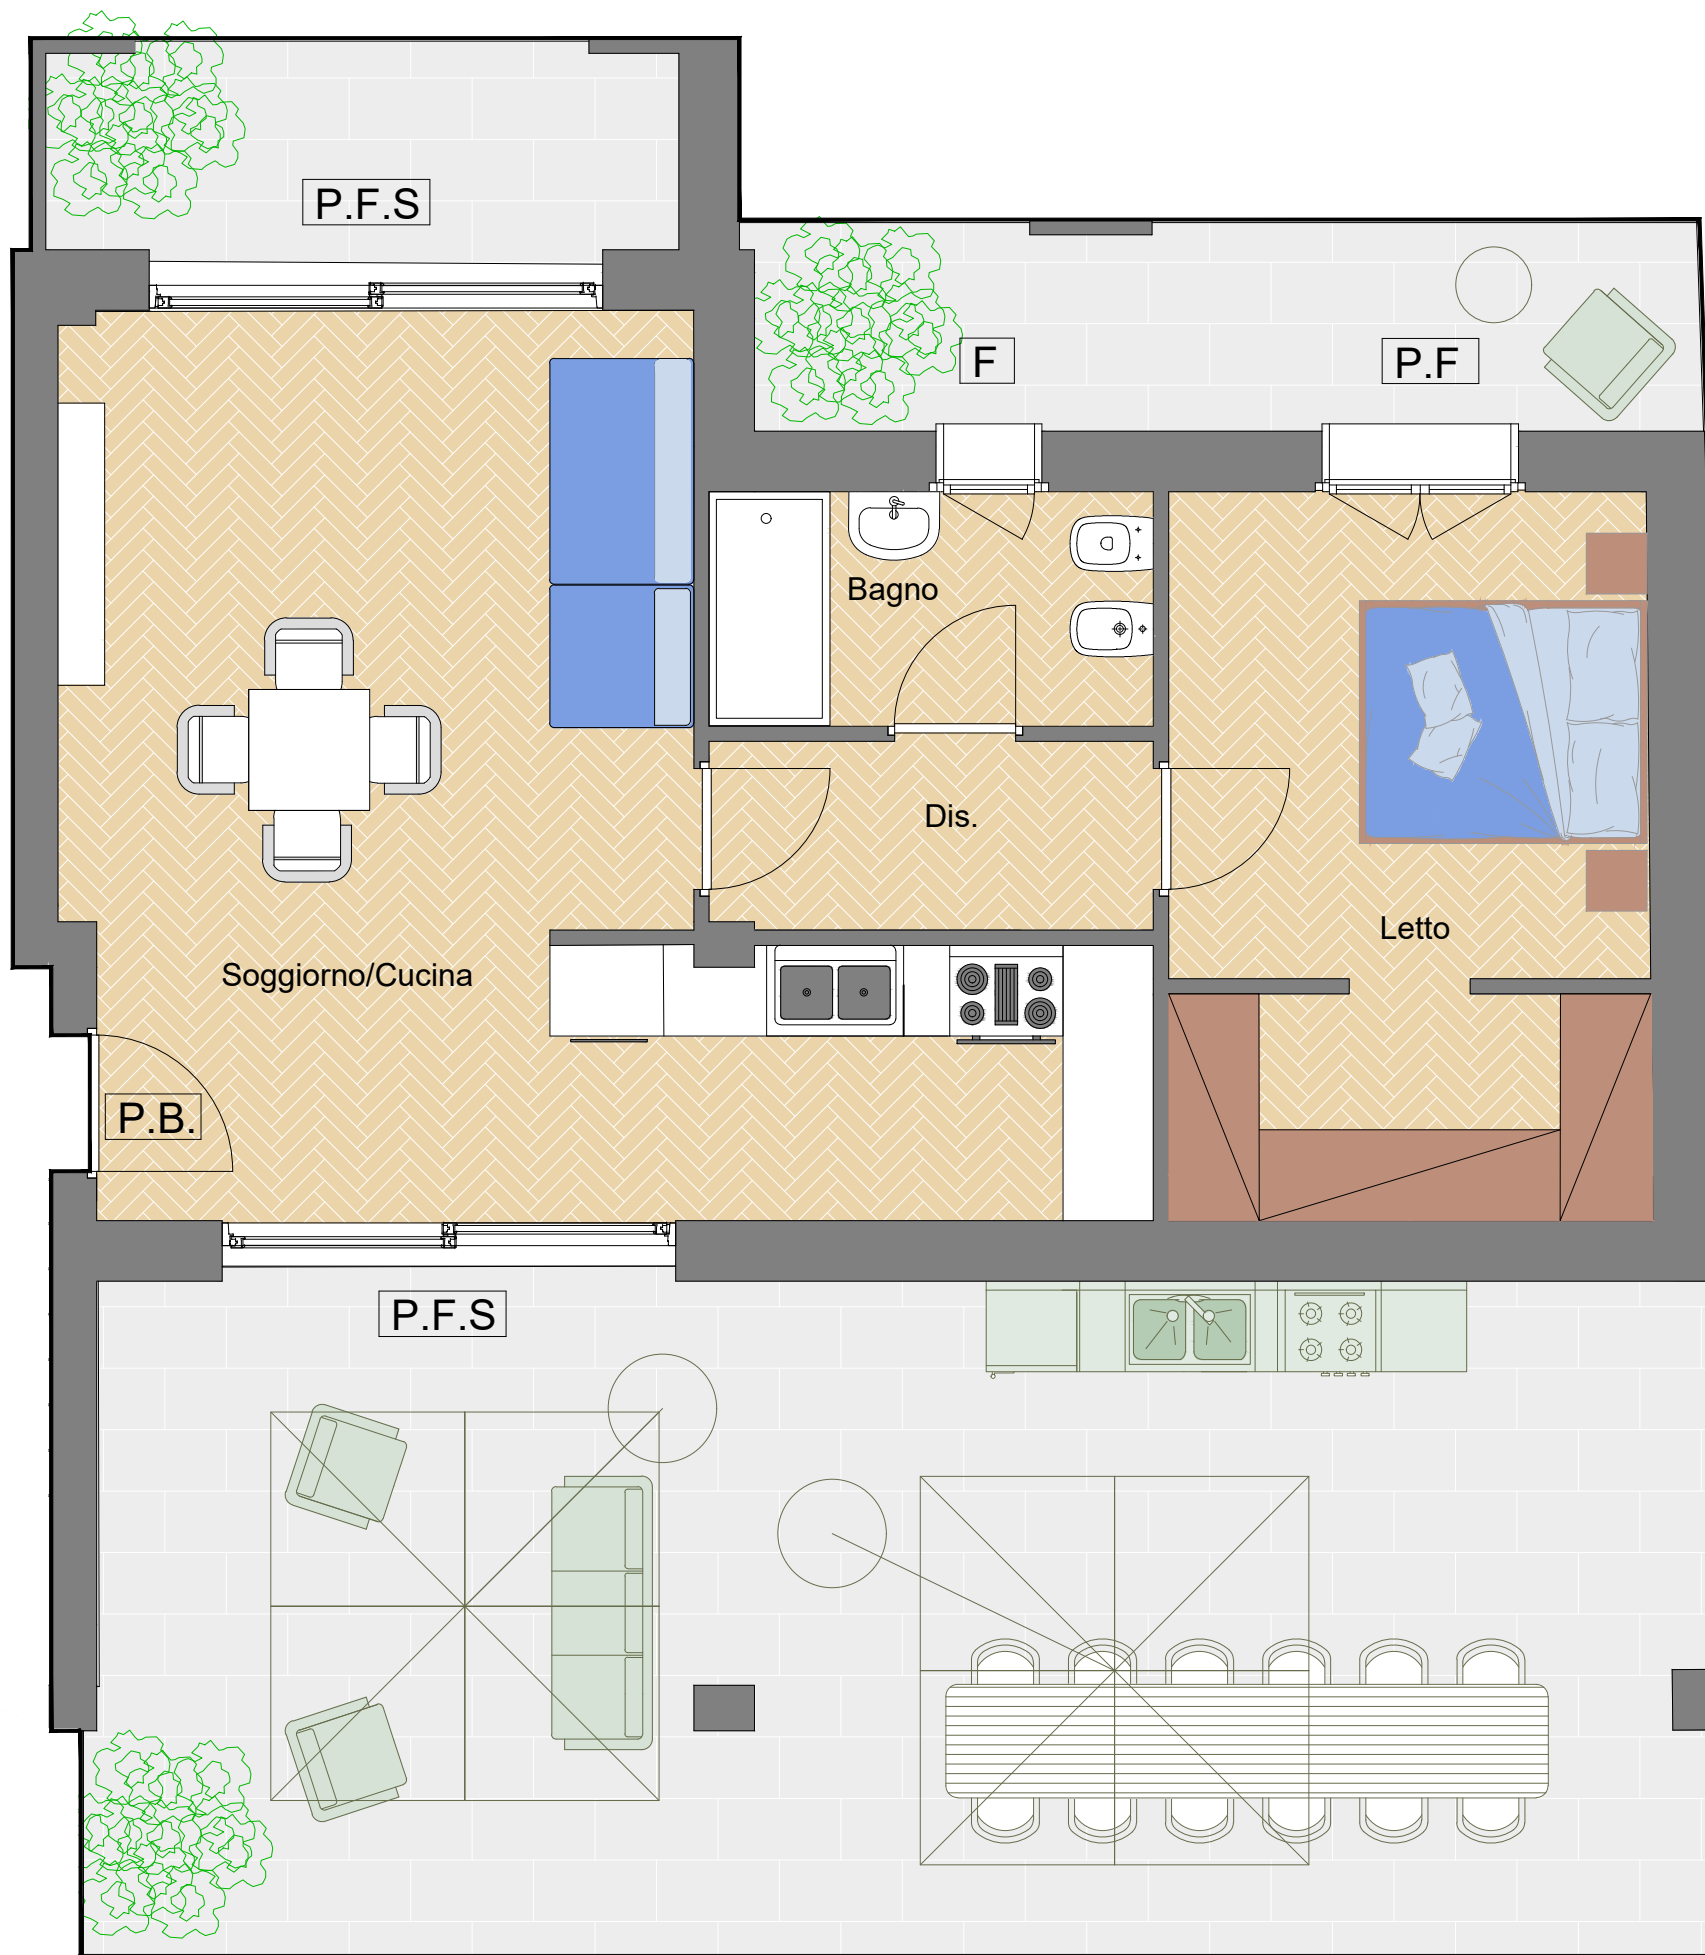 P.F.S
F
P.F
Bagno
Dis.
Letto
Soggiorno/Cucina
P.B.
P.F.S